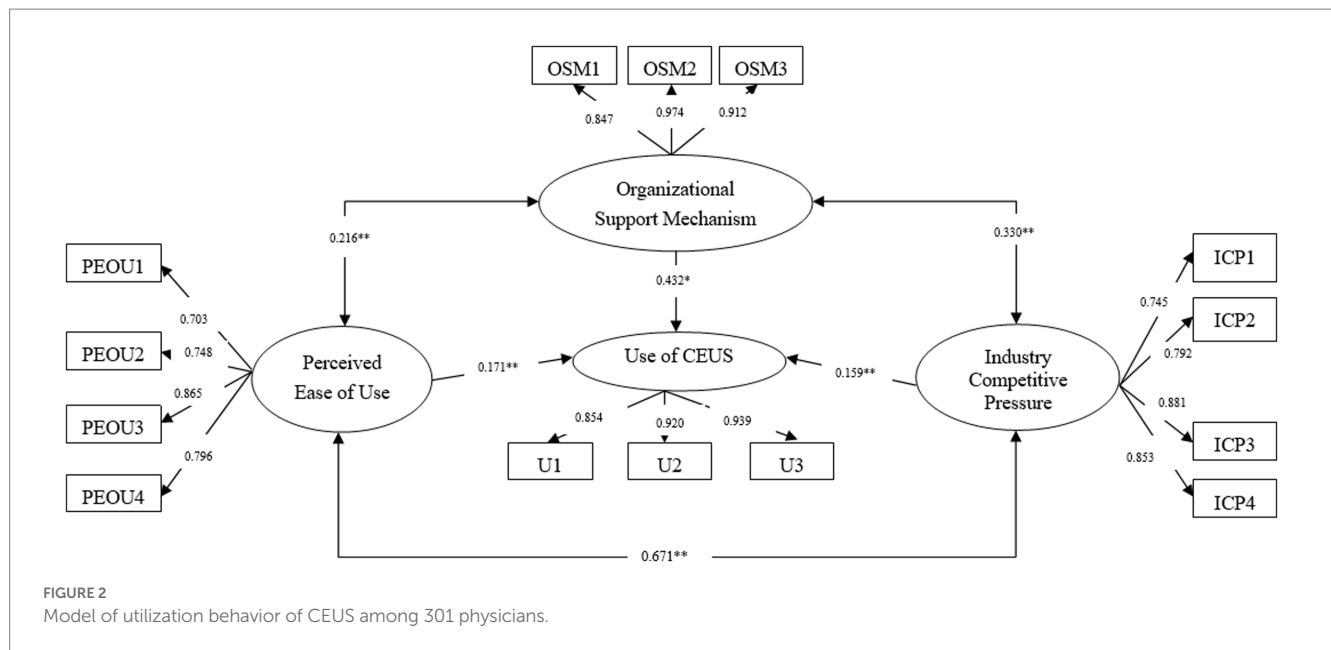 OSM1 OSM2 OSM3
0.847 0.974 0.912
Organizational
Support Mechanism
0.216** 0.330**
0.432*
PEOU1
0.703
PEOU2
0.748
0.865
PEOU3
0.796
PEOU4
Perceived
Ease of Use
0.171**
Use of CEUS
0.159**
0.854 0.920 0.939
U1 U2 U3
Industry
Competitive
Pressure
ICP1
0.745
ICP2
0.792
0.881
ICP3
0.853
ICP4
0.671**
FIGURE 2
Model of utilization behavior of CEUS among 301 physicians.